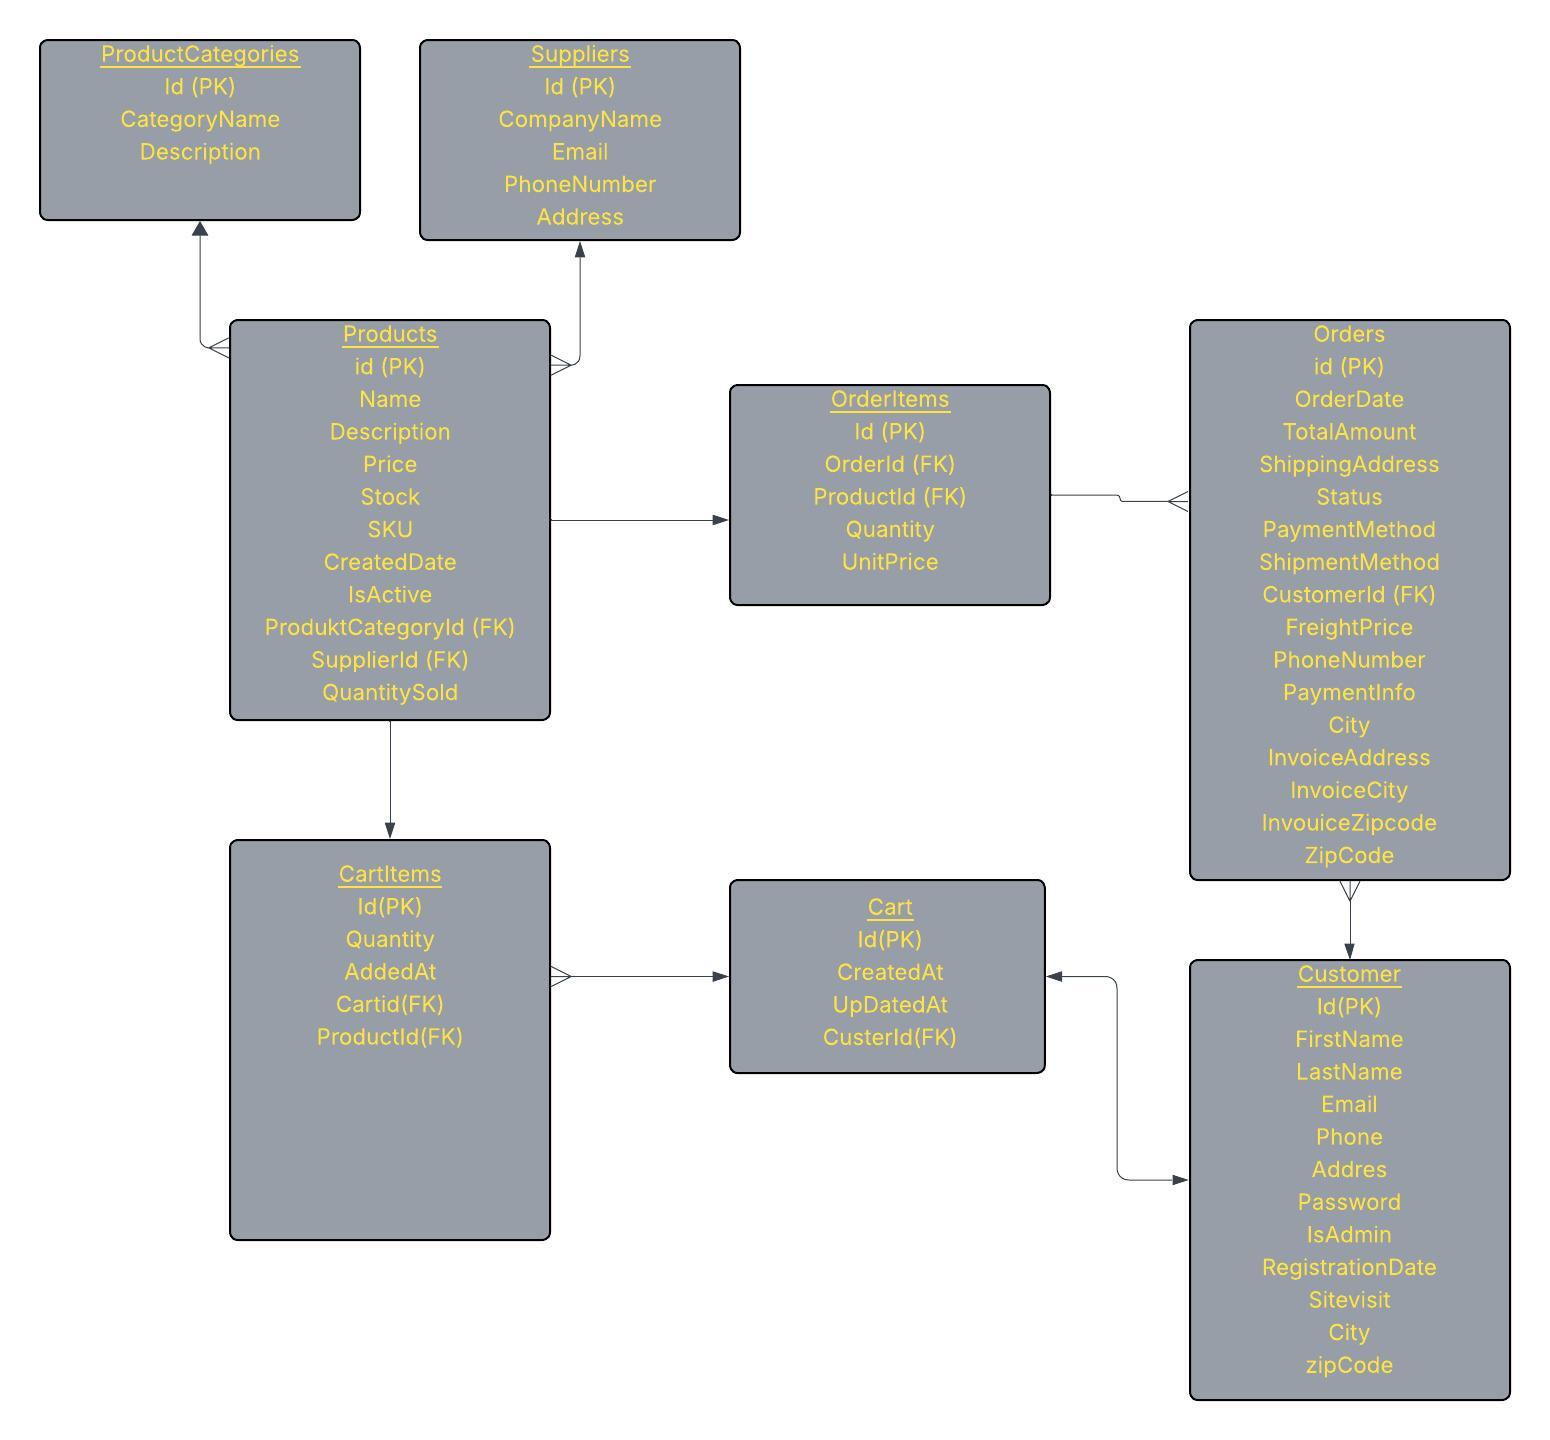 ProductCategories
Id (PK)
CategoryName
Description
Suppliers
Id (PK)
CompanyName
Email
PhoneNumber
Address
Products
id (PK)
Name
Description
Price
Stock
SKU
CreatedDate
IsActive
ProduktCategoryId (FK)
SupplierId (FK)
QuantitySold
OrderItems
Id (PK)
OrderId (FK)
ProductId (FK)
Quantity
UnitPrice
Orders
id (PK)
OrderDate
TotalAmount
ShippingAddress
Status
PaymentMethod
ShipmentMethod
CustomerId (FK)
FreightPrice
PhoneNumber
PaymentInfo
City
InvoiceAddress
InvoiceCity
InvouiceZipcode
ZipCode
CartItems
Id(PK)
Quantity
AddedAt
Cartid(FK)
ProductId(FK)
Cart
Id(PK)
CreatedAt
UpDatedAt
CusterId(FK)
Customer
Id(PK)
FirstName
LastName
Email
Phone
Addres
Password
IsAdmin
RegistrationDate
Sitevisit
City
zipCode